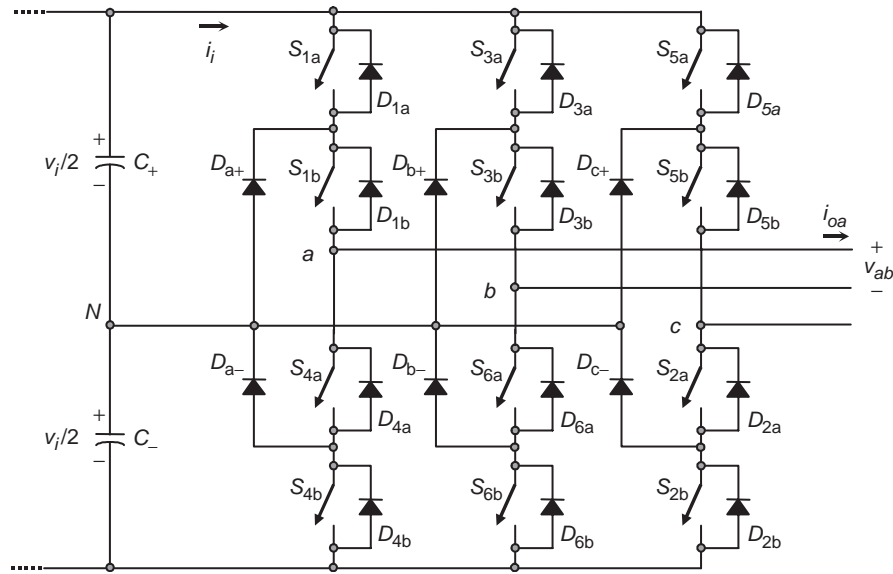 i_i
S_1a
S_3a
S_5a
D_1a
D_3a
D_5a
+
v_i/2
C_+
−
D_a+
S_1b
D_b+
S_3b
D_c+
S_5b
D_1b
D_3b
D_5b
i_oa
a
+
v_ab
b
−
N
c
D_a−
S_4a
D_b−
S_6a
D_c−
S_2a
D_4a
D_6a
D_2a
+
v_i/2
C_−
−
S_4b
S_6b
S_2b
D_4b
D_6b
D_2b